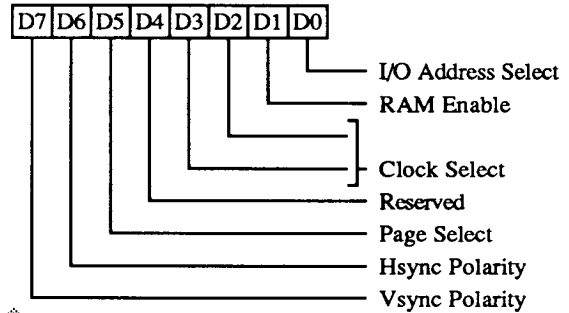 D7 D6 D5 D4 D3 D2 D1 D0
I/O Address Select
RAM Enable
Clock Select
Reserved
Page Select
Hsync Polarity
Vsync Polarity